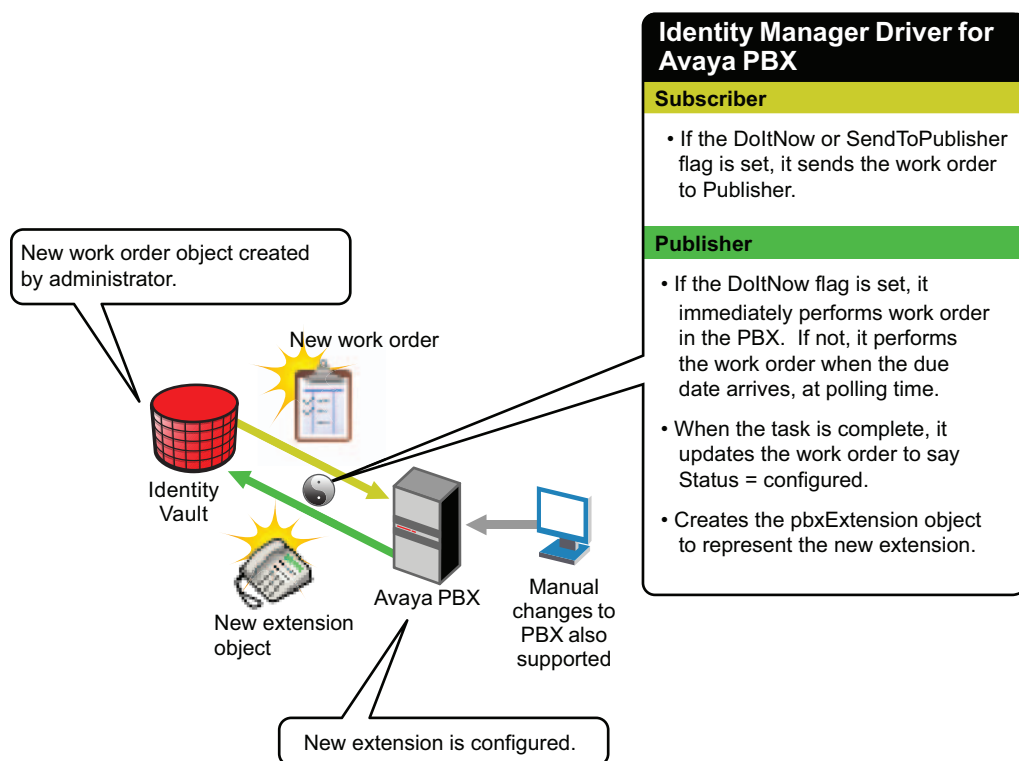 Identity Manager Driver for
Avaya PBX
Subscriber
• If the DoItNow or SendToPublisher
flag is set, it sends the work order
to Publisher.
Publisher
• If the DoItNow flag is set, it
immediately performs work order
in the PBX. If not, it performs
the work order when the due
date arrives, at polling time.
• When the task is complete, it
updates the work order to say
Status = configured.
• Creates the pbxExtension object
to represent the new extension.
New work order object created
by administrator.
New work order
Identity
Vault
Avaya PBX
New extension
object
Manual
changes to
PBX also
supported
New extension is configured.